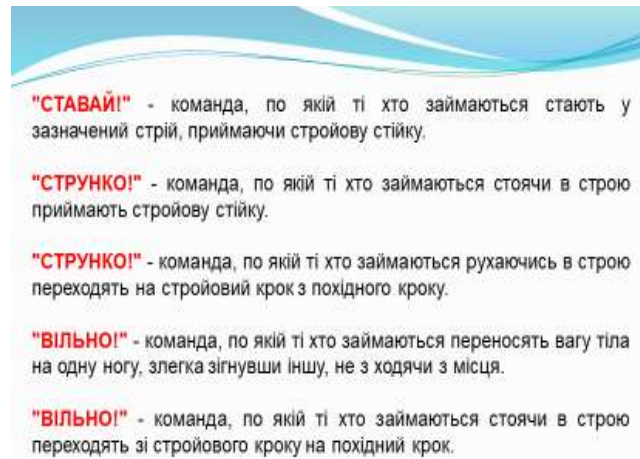 "СТАВАЙ!" - команда, по якій ті хто займаються стають у
зазначений стрій, приймаючи стройову стійку.
"СТРУНКО!" - команда, по якій ті хто займаються стоячи в строю
приймають стройову стійку.
"СТРУНКО!" - команда, по якій ті хто займаються рухаючись в строю
переходять на стройовий крок з похідного кроку.
"ВІЛЬНО!" - команда, по якій ті хто займаються переносять вагу тіла
на одну ногу, злегка зігнувши іншу, не з ходячи з місця.
"ВІЛЬНО!" - команда, по якій ті хто займаються стоячи в строю
переходять зі стройового кроку на похідний крок.